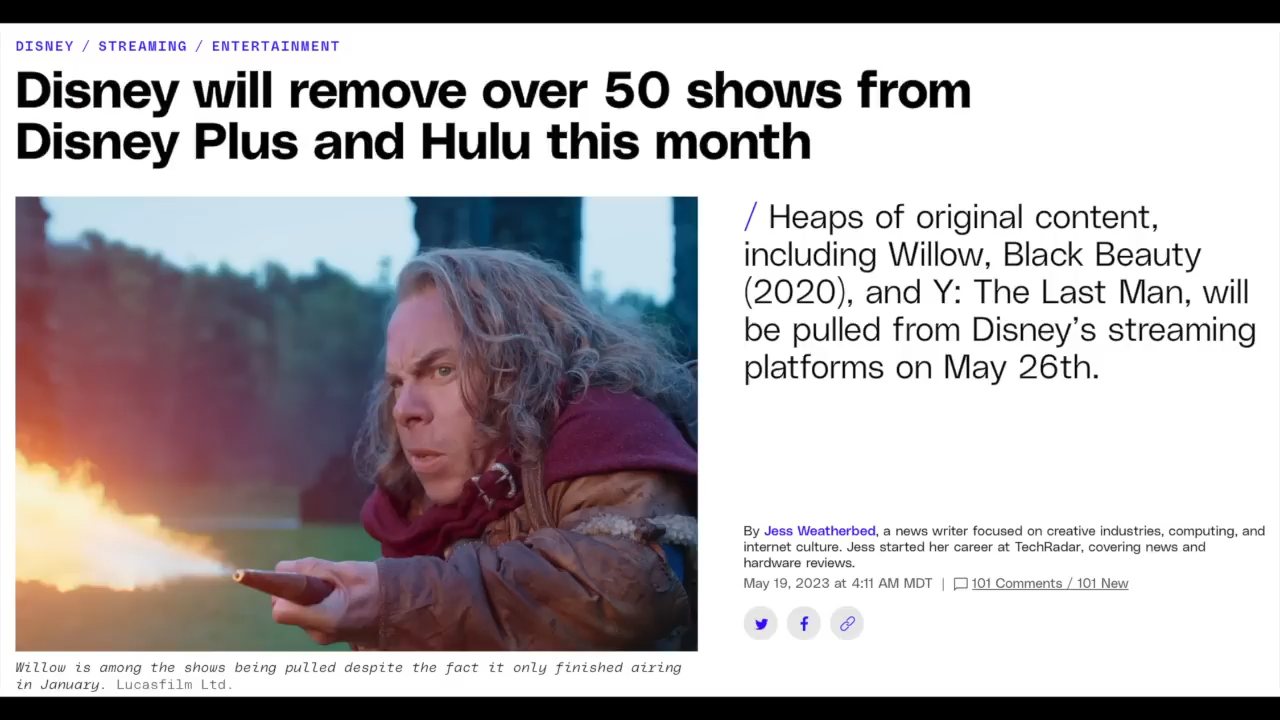 DISNEY / STREAMING / ENTERTAINMENT
Disney will remove over 50 shows from
Disney Plus and Hulu this month
/ Heaps of original content,
including Willow, Black Beauty
(2020), and Y: The Last Man, will
be pulled from Disney’s streaming
platforms on May 26th.
By Jess Weatherbed, a news writer focused on creative industries, computing, and
internet culture. Jess started her career at TechRadar, covering news and
hardware reviews.
May 19, 2023 at 4:11 AM MDT | 101 Comments / 101 New
Willow is among the shows being pulled despite the fact it only finished airing
in January. Lucasfilm Ltd.